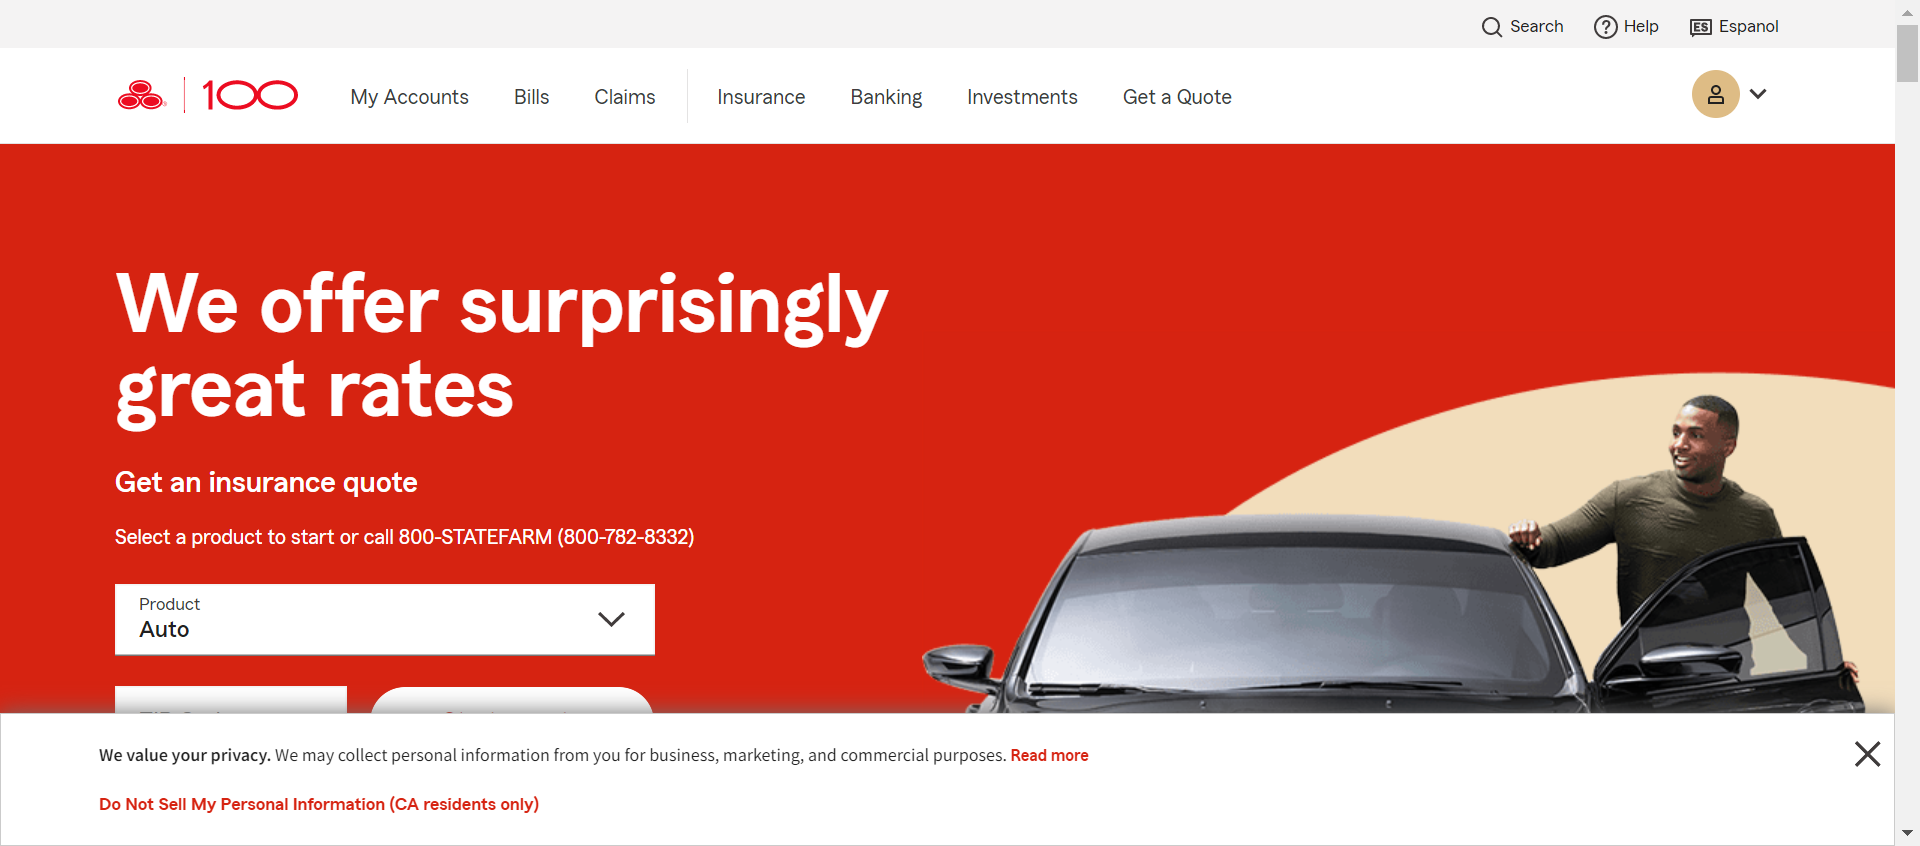 Search
Help
ES Espanol
100
My Accounts
Bills
Claims
Insurance
Banking
Investments
Get a Quote
We offer surprisingly
great rates
Get an insurance quote
Select a product to start or call 800-STATEFARM (800-782-8332)
Product
Auto
We value your privacy. We may collect personal information from you for business, marketing, and commercial purposes. Read more
Do Not Sell My Personal Information (CA residents only)